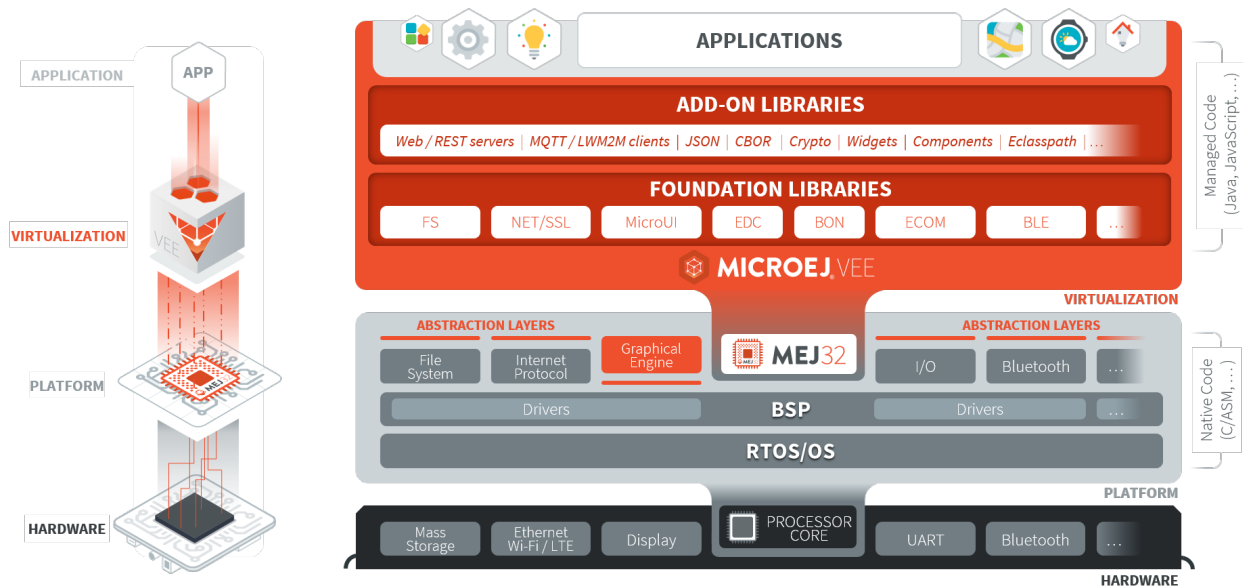 APPLICATION
APP
VIRTUALIZATION
VEE
PLATFORM
MEJ
HARDWARE
APPLICATIONS
ADD-ON LIBRARIES
Web / REST servers | MQTT / LWM2M clients | JSON | CBOR | Crypto | Widgets | Components | Eclasspath | ...
FOUNDATION LIBRARIES
FS NET/SSL MicroUI EDC BON ECOM BLE ...
MICROEJ® VEE
VIRTUALIZATION
Managed Code
(Java, JavaScript, ...)
ABSTRACTION LAYERS
ABSTRACTION LAYERS
File
System
Internet
Protocol
Graphical
Engine
MEJ
MEJ32
I/O
Bluetooth
...
Drivers
BSP
Drivers
...
RTOS/OS
PLATFORM
Native Code
(C/ASM, ...)
Mass
Storage
Ethernet
Wi-Fi / LTE
Display
PROCESSOR
CORE
UART
Bluetooth
...
HARDWARE